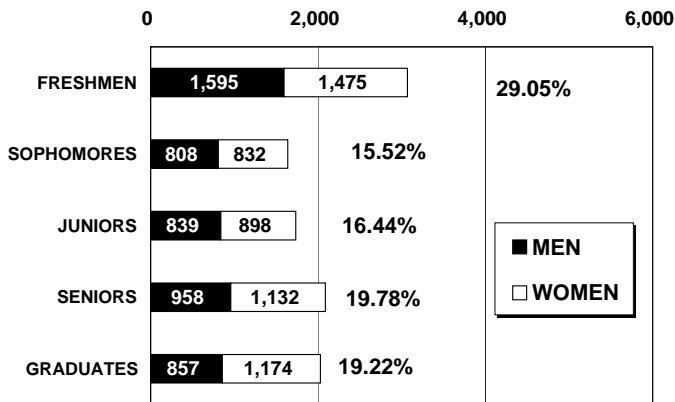 0 2,000 4,000 6,000
FRESHMEN 1,595 1,475 29.05%
SOPHOMORES 808 832 15.52%
JUNIORS 839 898 16.44%
MEN
SENIORS 958 1,132 19.78%
WOMEN
GRADUATES 857 1,174 19.22%